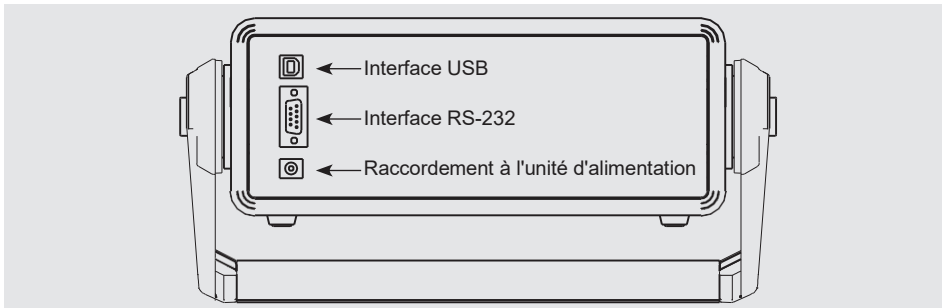 Interface USB
Interface RS-232
Raccordement à l'unité d'alimentation